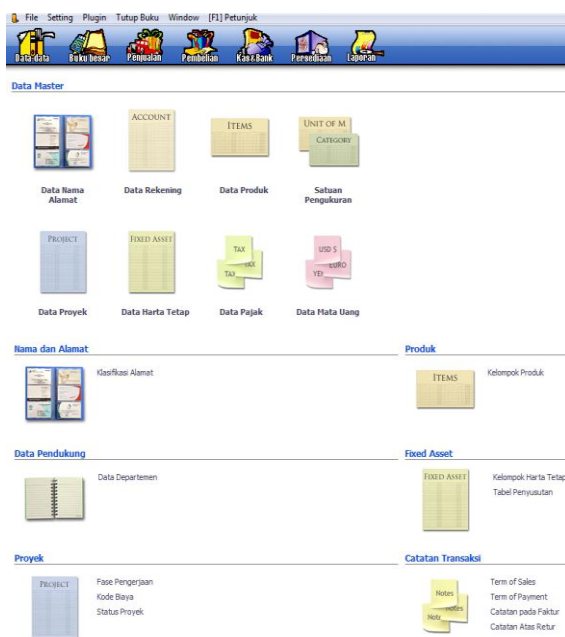 File Setting Plugin Tutup Buku Window [F1] Petunjuk
Data-data Buku besar Penjualan Pembelian Kas & Bank Persediaan Laporan
Data Master
ACCOUNT
ITEMS
UNIT OF M
CATEGORY
Data Nama
Alamat
Data Rekening
Data Produk
Satuan
Pengukuran
PROJECT
FIXED ASSET
TAX
TAX
TAX
USD $
EURO
YEN
Data Proyek
Data Harta Tetap
Data Pajak
Data Mata Uang
Nama dan Alamat
Klasifikasi Alamat
Produk
ITEMS
Kelompok Produk
Data Pendukung
Data Departemen
Fixed Asset
FIXED ASSET
Kelompok Harta Tetap
Tabel Penyusutan
Proyek
PROJECT
Fase Pengerjaan
Kode Biaya
Status Proyek
Catatan Transaksi
Notes
Notes
Notes
Term of Sales
Term of Payment
Catatan pada Faktur
Catatan Atas Retur